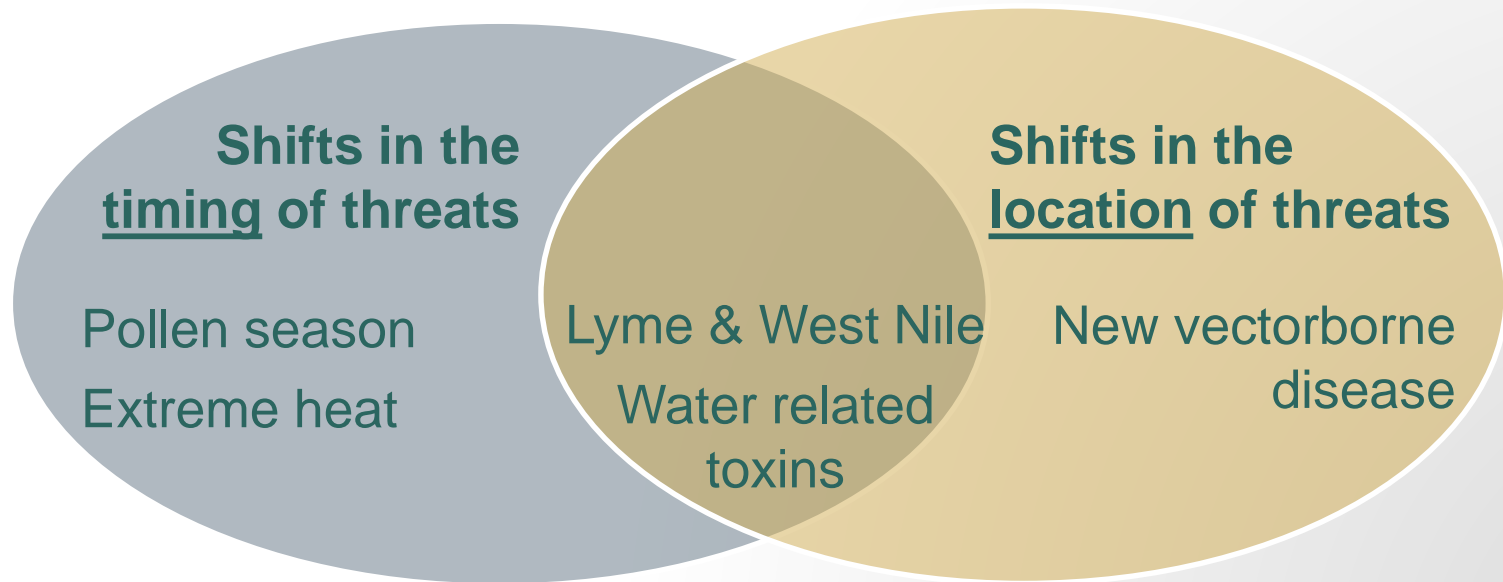 Shifts in the
timing of threats
Pollen season
Extreme heat
Lyme & West Nile
Water related
toxins
Shifts in the
location of threats
New vectorborne
disease